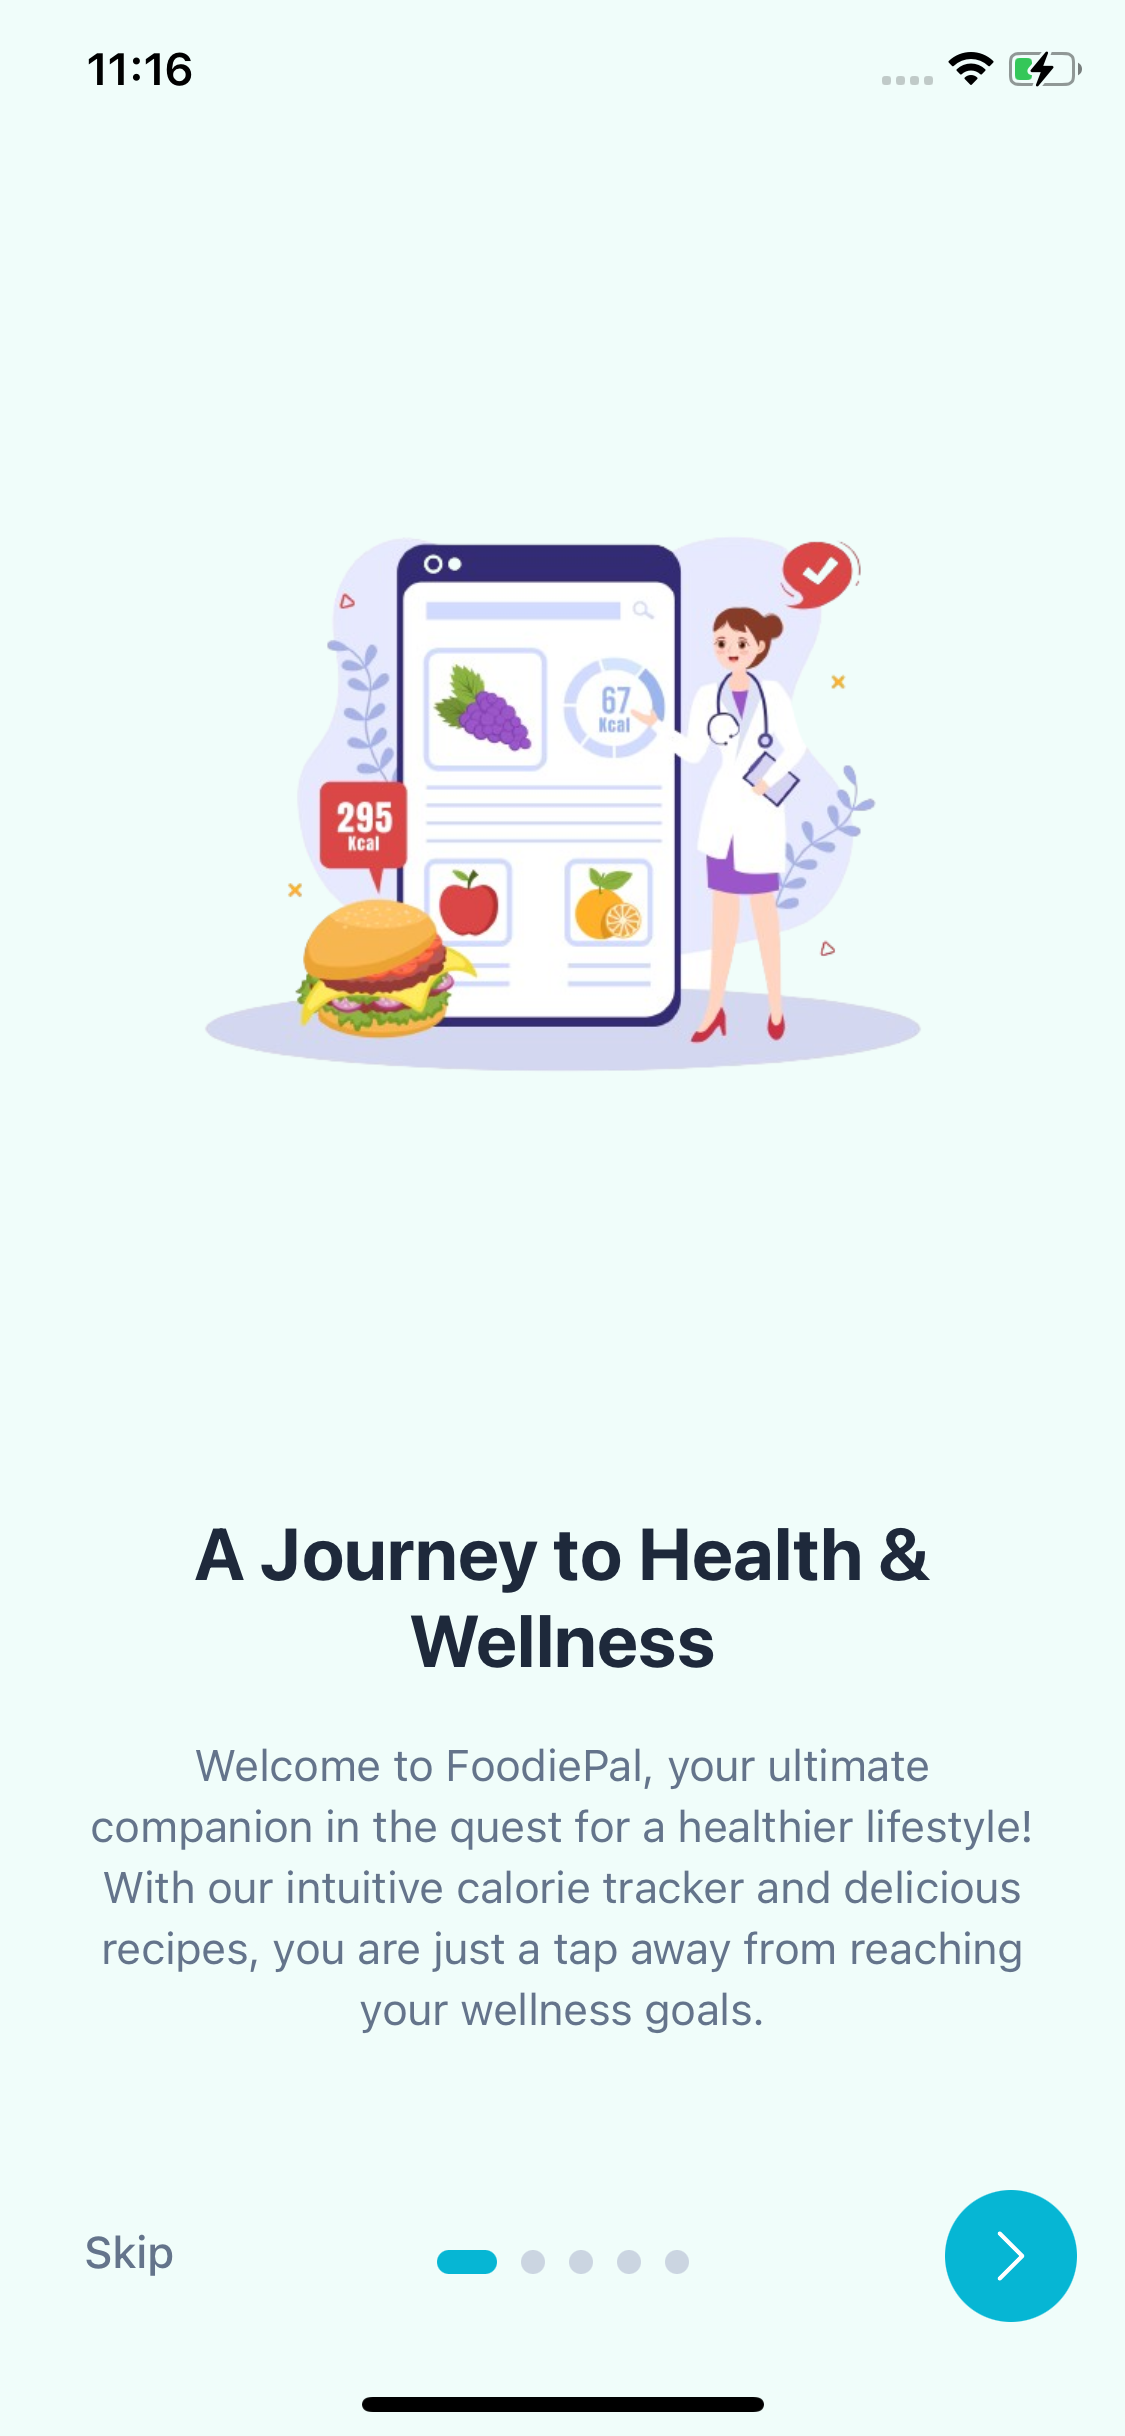 11:16
67
Kcal
295
Kcal
A Journey to Health &
Wellness
Welcome to FoodiePal, your ultimate
companion in the quest for a healthier lifestyle!
With our intuitive calorie tracker and delicious
recipes, you are just a tap away from reaching
your wellness goals.
Skip